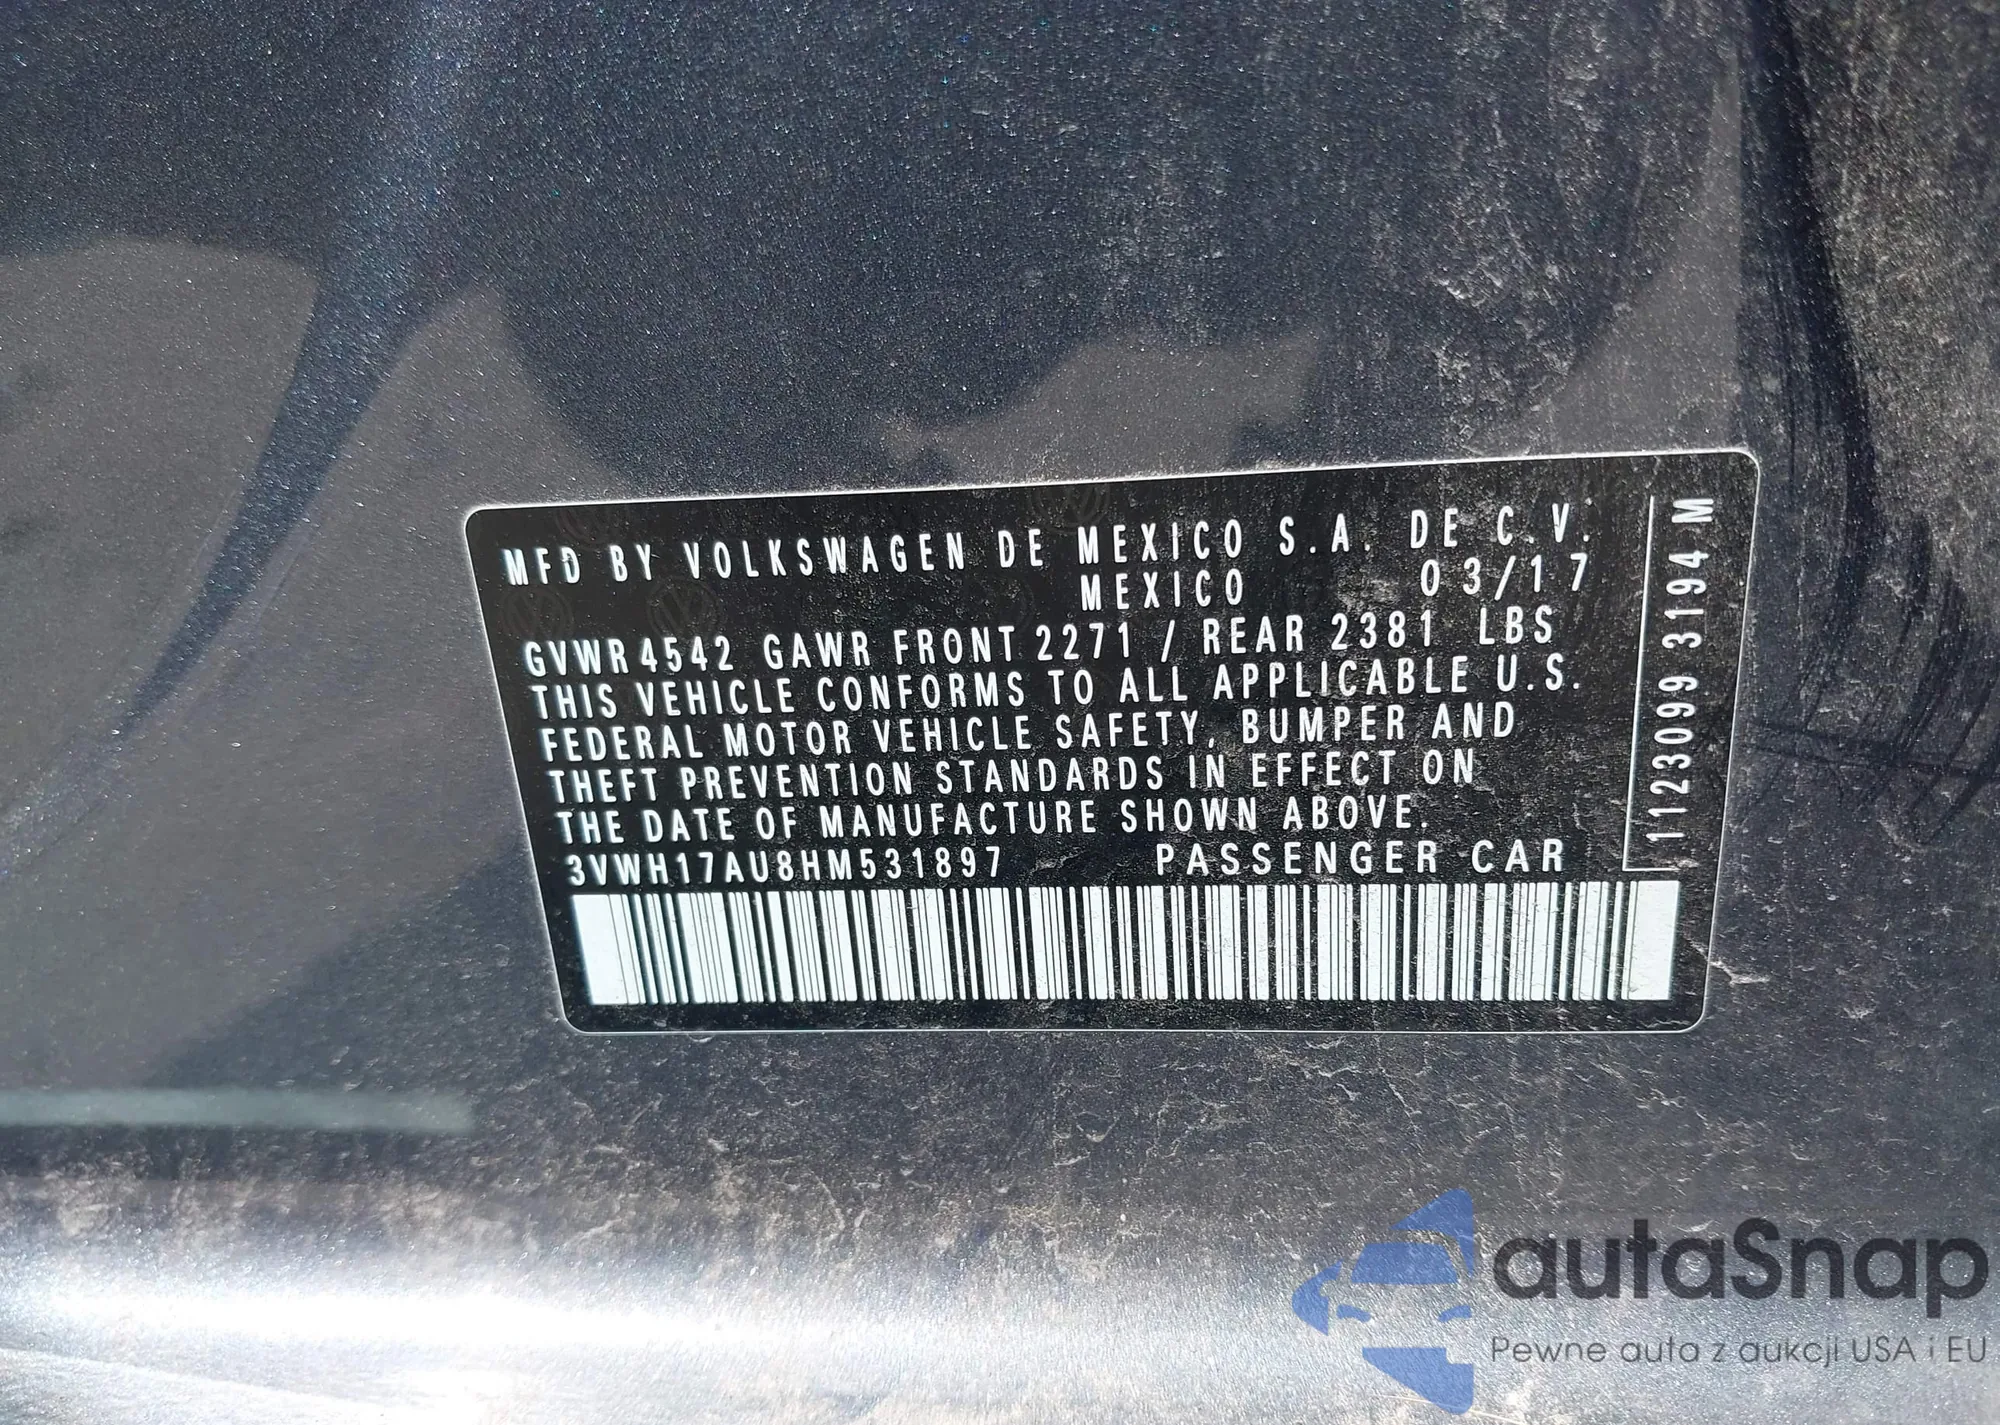 MFD BY VOLKSWAGEN DE MEXICO S.A. DE C.V.
MEXICO 03/17
GVWR 4542 GAWR FRONT 2271 / REAR 2381 LBS
THIS VEHICLE CONFORMS TO ALL APPLICABLE U.S.
FEDERAL MOTOR VEHICLE SAFETY, BUMPER AND
THEFT PREVENTION STANDARDS IN EFFECT ON
THE DATE OF MANUFACTURE SHOWN ABOVE.
3VWH17AU8HM531897 PASSENGER CAR
1123099 3194 M
autaSnap
Pewne auta z aukcji USA i EU